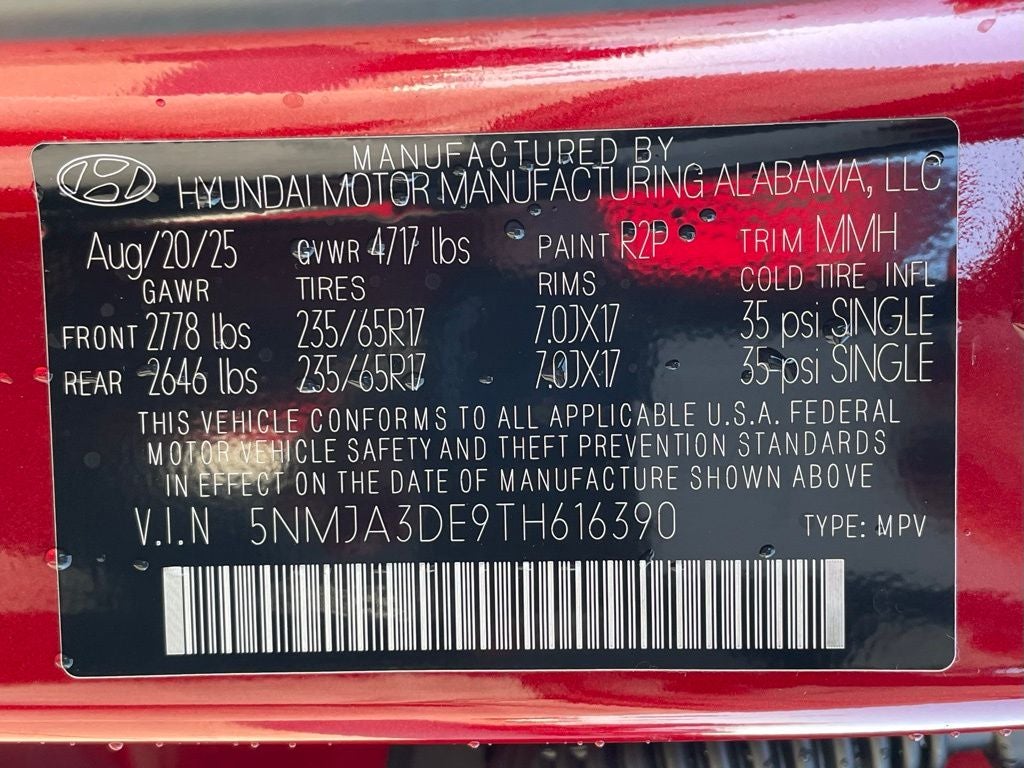 MANUFACTURED BY
HYUNDAI MOTOR MANUFACTURING ALABAMA, LLC
Aug/20/25 GVWR 4717 lbs PAINT R2P TRIM MMH
GAWR TIRES RIMS COLD TIRE INFL
FRONT 2778 lbs 235/65R17 7.0JX17 35 psi SINGLE
REAR 2646 lbs 235/65R17 7.0JX17 35 psi SINGLE
THIS VEHICLE CONFORMS TO ALL APPLICABLE U.S.A. FEDERAL
MOTOR VEHICLE SAFETY AND THEFT PREVENTION STANDARDS
IN EFFECT ON THE DATE OF MANUFACTURE SHOWN ABOVE
V.I.N 5NMJA3DE9TH616390 TYPE: MPV